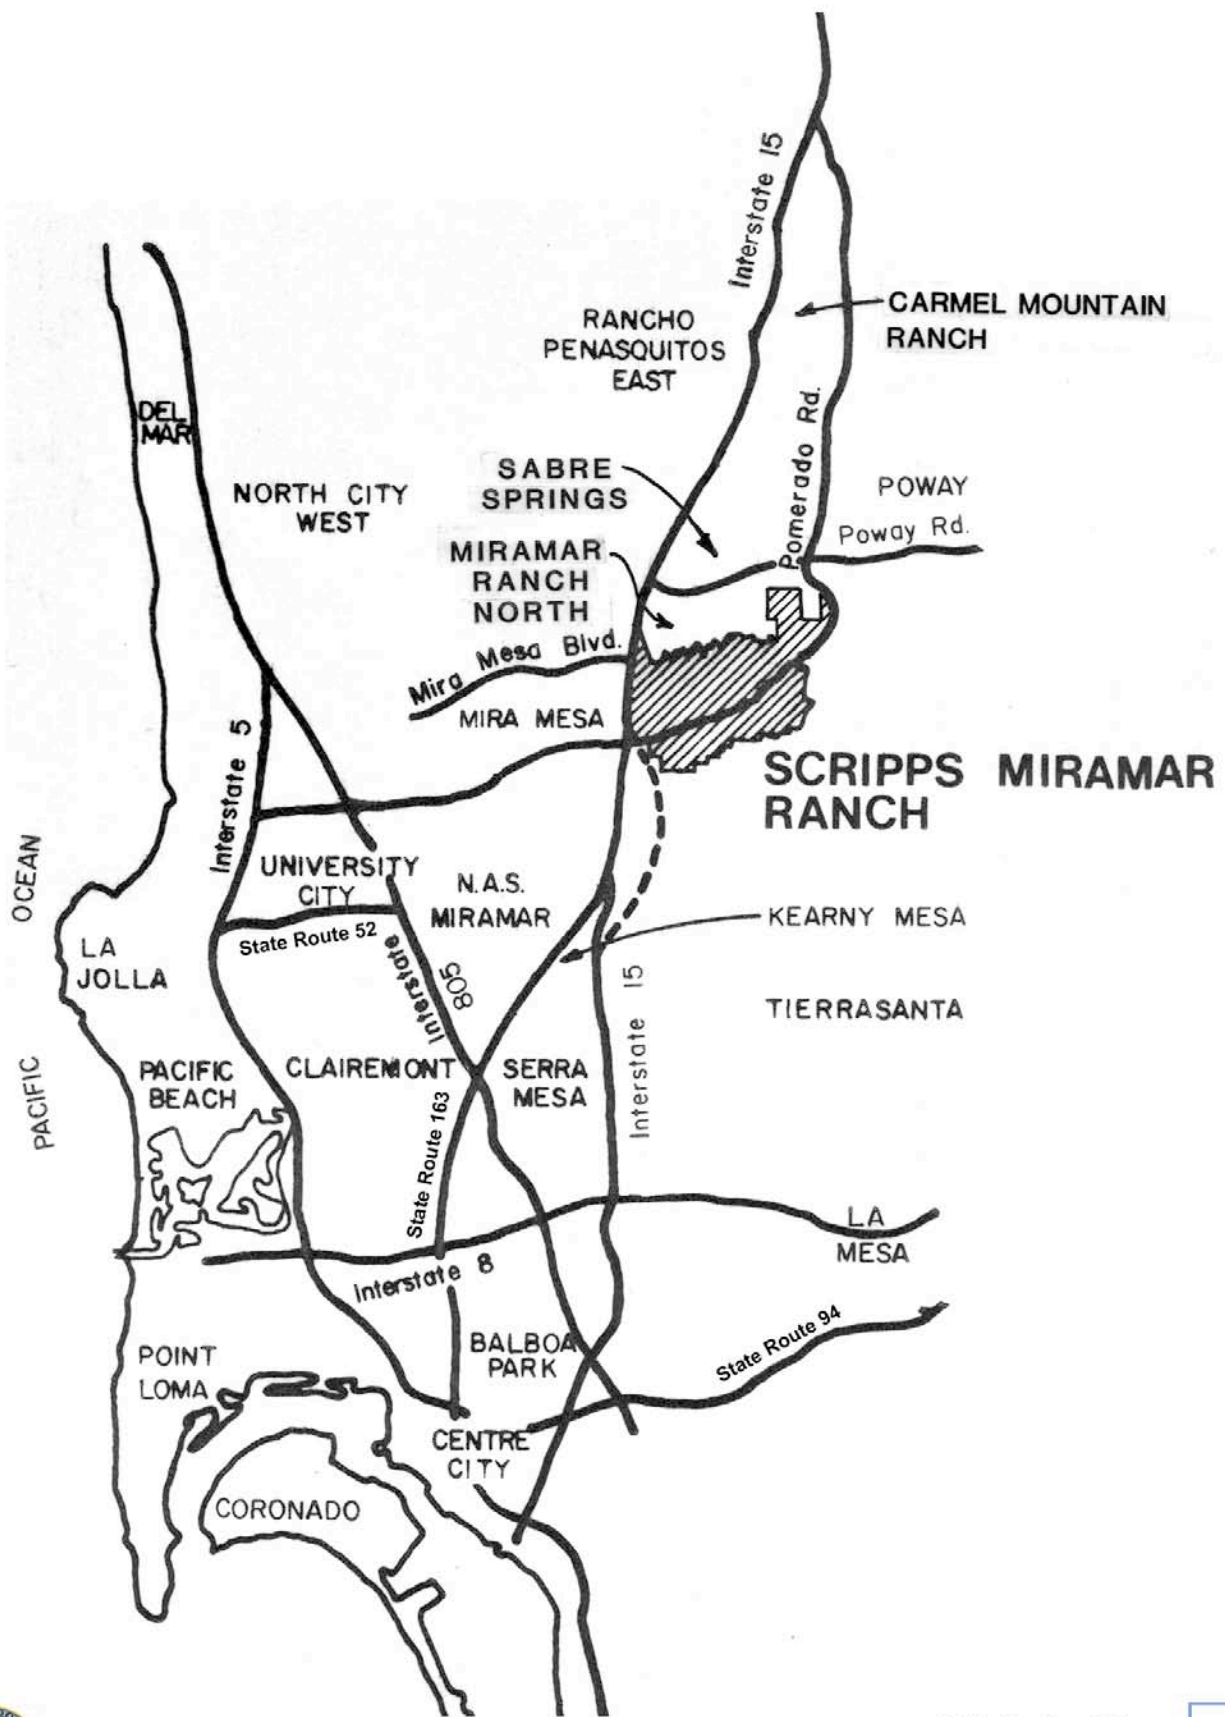 Interstate 15
CARMEL MOUNTAIN
RANCH
RANCHO
PENASQUITOS
EAST
DEL
MAR
Pomerado Rd.
SABRE
SPRINGS
NORTH CITY
WEST
POWAY
Poway Rd.
MIRAMAR
RANCH
NORTH
Mira Mesa Blvd.
MIRA MESA
Interstate 5
SCRIPPS MIRAMAR
RANCH
OCEAN
UNIVERSITY
CITY
N.A.S.
MIRAMAR
KEARNY MESA
State Route 52
LA
JOLLA
Interstate
805
Interstate 15
TIERRASANTA
PACIFIC
PACIFIC
BEACH
CLAIREMONT
SERRA
MESA
State Route 163
LA
MESA
Interstate 8
State Route 94
BALBOA
PARK
POINT
LOMA
CENTRE
CITY
CORONADO